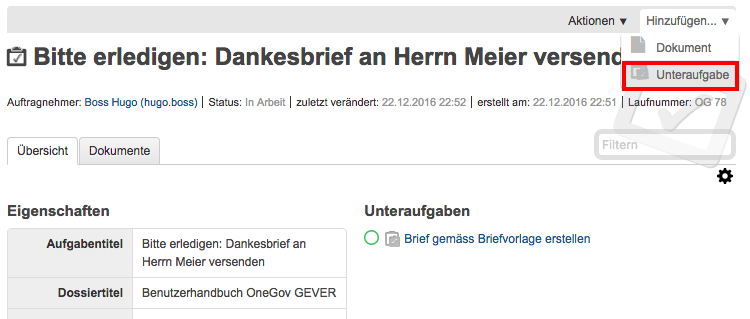 Aktionen ▼ Hinzufügen... ▼
Dokument
Unteraufgabe
Bitte erledigen: Dankesbrief an Herrn Meier versend
Auftragnehmer: Boss Hugo (hugo.boss) | Status: In Arbeit | zuletzt verändert: 22.12.2016 22:52 | erstellt am: 22.12.2016 22:51 | Laufnummer: OG 78
Filtern
Übersicht Dokumente
Eigenschaften
Aufgabentitel Bitte erledigen: Dankesbrief an
Herrn Meier versenden
Dossiertitel Benutzerhandbuch OneGov GEVER
Unteraufgaben
Brief gemäss Briefvorlage erstellen